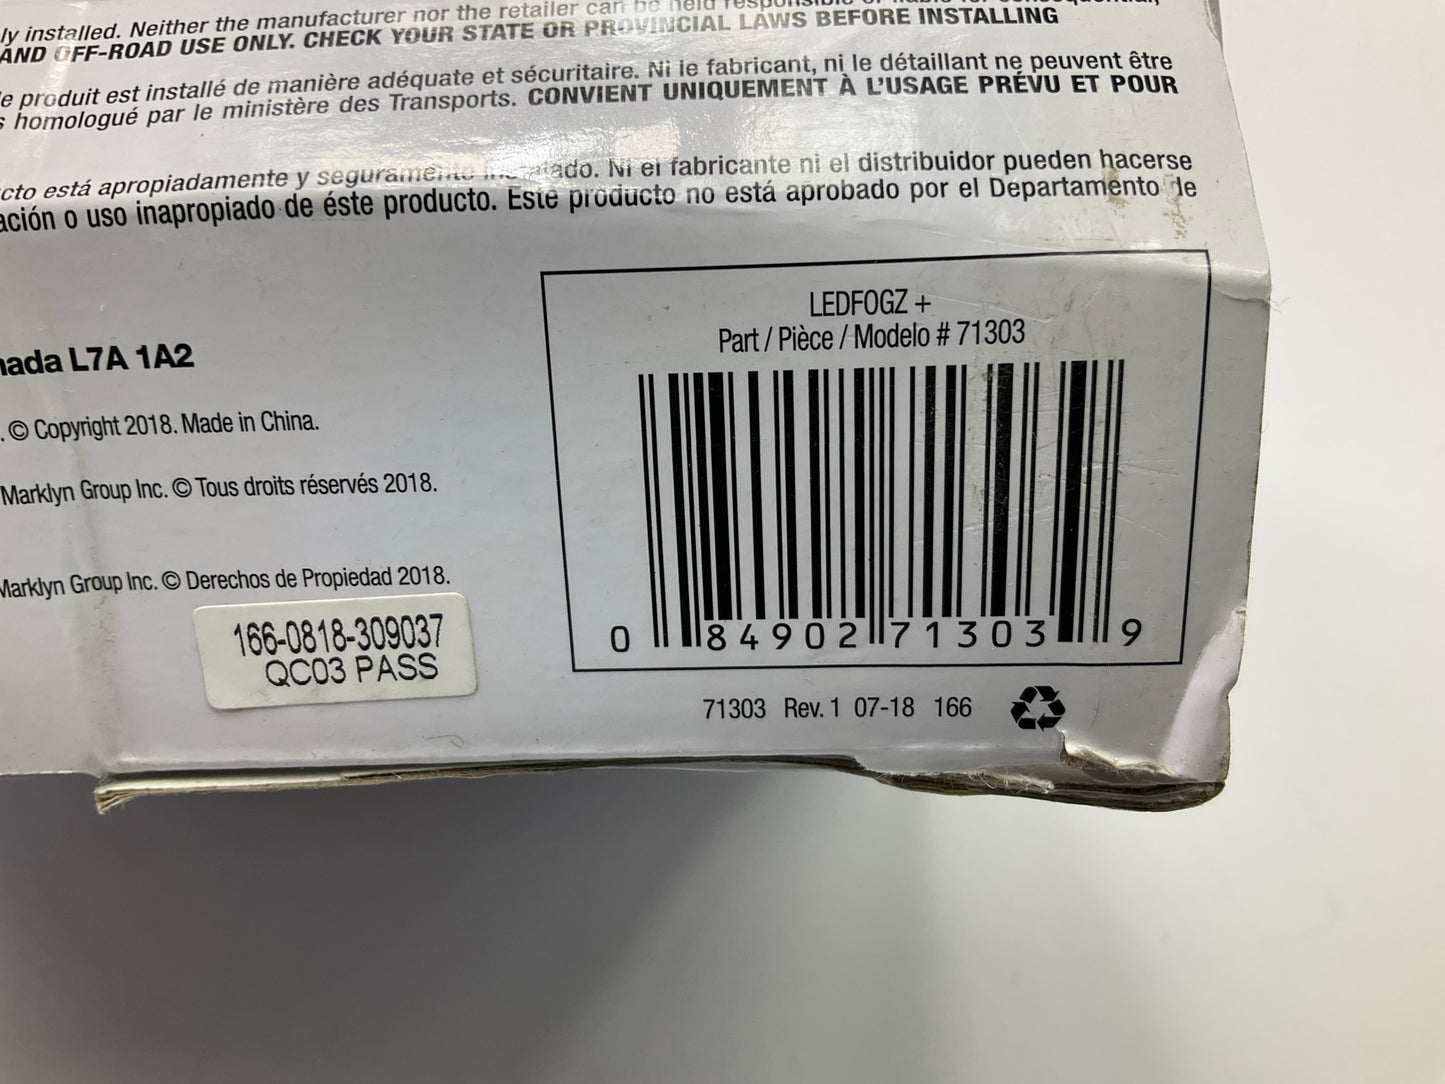 ly installed. Neither the manufacturer nor the retailer can be held
AND OFF-ROAD USE ONLY. CHECK YOUR STATE OR PROVINCIAL LAWS BEFORE INSTALLING
e produit est installé de manière adéquate et sécuritaire. Ni le fabricant, ni le détaillant ne peuvent être
s homologué par le ministère des Transports. CONVIENT UNIQUEMENT À L'USAGE PRÉVU ET POUR
cto está apropiadamente y seguramente instalado. Ni el fabricante ni el distribuidor pueden hacerse
ación o uso inapropiado de éste producto. Este producto no está aprobado por el Departamento de
nada L7A 1A2
. © Copyright 2018. Made in China.
Marklyn Group Inc. © Tous droits réservés 2018.
Marklyn Group Inc. © Derechos de Propiedad 2018.
166-0818-309037
QC03 PASS
LEDFOGZ +
Part / Pièce / Modelo # 71303
0 84902 71303 9
71303 Rev. 1 07-18 166